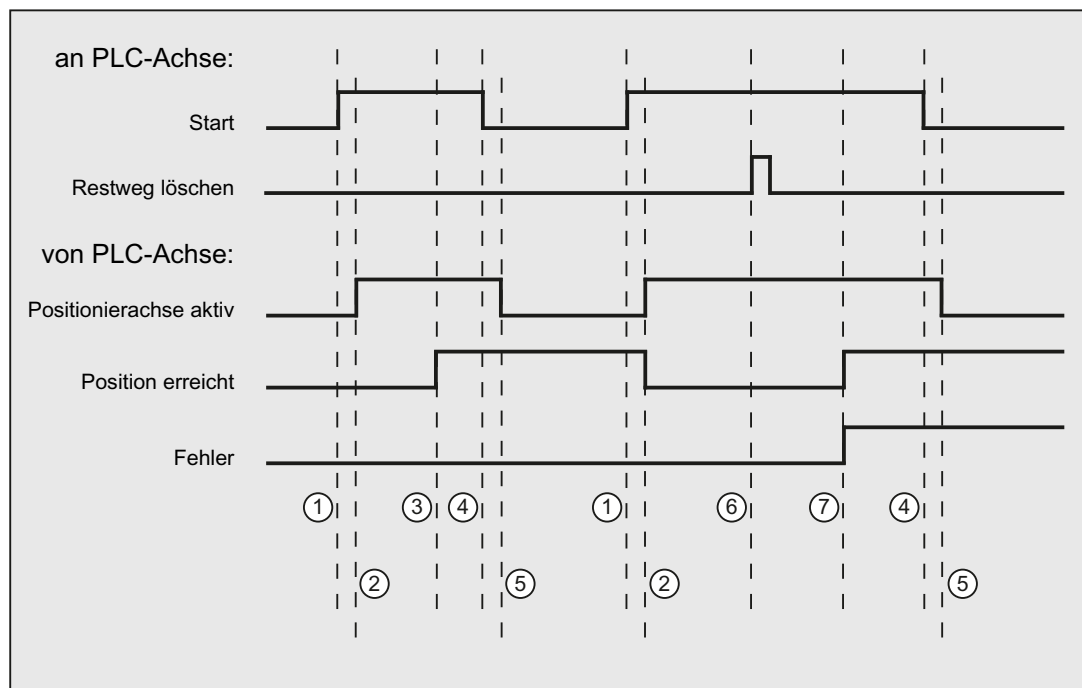 an PLC-Achse:
Start
Restweg löschen
von PLC-Achse:
Positionierachse aktiv
Position erreicht
Fehler
1 3 4 1 6 7 4
2 5 2 5